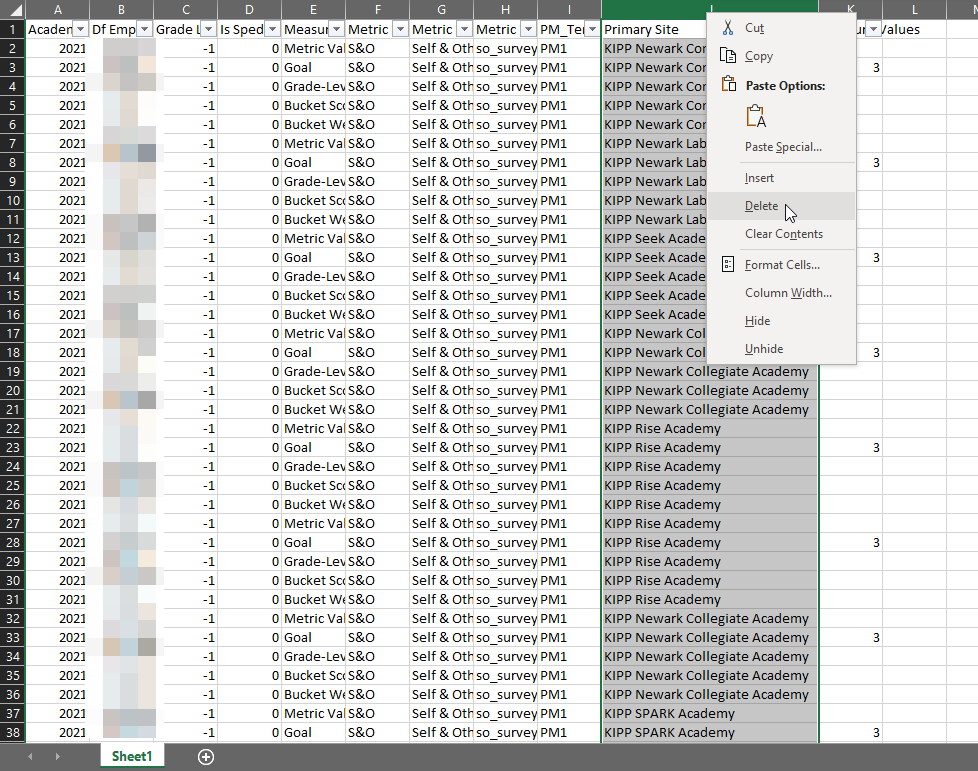 A B C D E F G H I K L
1 Academ Df Emp Grade L Is Sped Measur Metric Metric Metric PM_Ter Primary Site Values
2 2021 -1 0 Metric Val S&O Self & Oth so_survey PM1 KIPP Newark Cor
3 2021 -1 0 Goal S&O Self & Oth so_survey PM1 KIPP Newark Cor 3
4 2021 -1 0 Grade-Lev S&O Self & Oth so_survey PM1 KIPP Newark Cor
5 2021 -1 0 Bucket Sco S&O Self & Oth so_survey PM1 KIPP Newark Cor
6 2021 -1 0 Bucket We S&O Self & Oth so_survey PM1 KIPP Newark Cor
7 2021 -1 0 Metric Val S&O Self & Oth so_survey PM1 KIPP Newark Lab
8 2021 -1 0 Goal S&O Self & Oth so_survey PM1 KIPP Newark Lab 3
9 2021 -1 0 Grade-Lev S&O Self & Oth so_survey PM1 KIPP Newark Lab
10 2021 -1 0 Bucket Sco S&O Self & Oth so_survey PM1 KIPP Newark Lab
11 2021 -1 0 Bucket We S&O Self & Oth so_survey PM1 KIPP Newark Lab
12 2021 -1 0 Metric Val S&O Self & Oth so_survey PM1 KIPP Seek Acade
13 2021 -1 0 Goal S&O Self & Oth so_survey PM1 KIPP Seek Acade 3
14 2021 -1 0 Grade-Lev S&O Self & Oth so_survey PM1 KIPP Seek Acade
15 2021 -1 0 Bucket Sco S&O Self & Oth so_survey PM1 KIPP Seek Acade
16 2021 -1 0 Bucket We S&O Self & Oth so_survey PM1 KIPP Seek Acade
17 2021 -1 0 Metric Val S&O Self & Oth so_survey PM1 KIPP Newark Col
18 2021 -1 0 Goal S&O Self & Oth so_survey PM1 KIPP Newark Col 3
19 2021 -1 0 Grade-Lev S&O Self & Oth so_survey PM1 KIPP Newark Collegiate Academy
20 2021 -1 0 Bucket Sco S&O Self & Oth so_survey PM1 KIPP Newark Collegiate Academy
21 2021 -1 0 Bucket We S&O Self & Oth so_survey PM1 KIPP Newark Collegiate Academy
22 2021 -1 0 Metric Val S&O Self & Oth so_survey PM1 KIPP Rise Academy
23 2021 -1 0 Goal S&O Self & Oth so_survey PM1 KIPP Rise Academy 3
24 2021 -1 0 Grade-Lev S&O Self & Oth so_survey PM1 KIPP Rise Academy
25 2021 -1 0 Bucket Sco S&O Self & Oth so_survey PM1 KIPP Rise Academy
26 2021 -1 0 Bucket We S&O Self & Oth so_survey PM1 KIPP Rise Academy
27 2021 -1 0 Metric Val S&O Self & Oth so_survey PM1 KIPP Rise Academy
28 2021 -1 0 Goal S&O Self & Oth so_survey PM1 KIPP Rise Academy 3
29 2021 -1 0 Grade-Lev S&O Self & Oth so_survey PM1 KIPP Rise Academy
30 2021 -1 0 Bucket Sco S&O Self & Oth so_survey PM1 KIPP Rise Academy
31 2021 -1 0 Bucket We S&O Self & Oth so_survey PM1 KIPP Rise Academy
32 2021 -1 0 Metric Val S&O Self & Oth so_survey PM1 KIPP Newark Collegiate Academy
33 2021 -1 0 Goal S&O Self & Oth so_survey PM1 KIPP Newark Collegiate Academy 3
34 2021 -1 0 Grade-Lev S&O Self & Oth so_survey PM1 KIPP Newark Collegiate Academy
35 2021 -1 0 Bucket Sco S&O Self & Oth so_survey PM1 KIPP Newark Collegiate Academy
36 2021 -1 0 Bucket We S&O Self & Oth so_survey PM1 KIPP Newark Collegiate Academy
37 2021 -1 0 Metric Val S&O Self & Oth so_survey PM1 KIPP SPARK Academy
38 2021 -1 0 Goal S&O Self & Oth so_survey PM1 KIPP SPARK Academy 3
Cut
Copy
Paste Options:
Paste Special...
Insert
Delete
Clear Contents
Format Cells...
Column Width...
Hide
Unhide
Sheet1